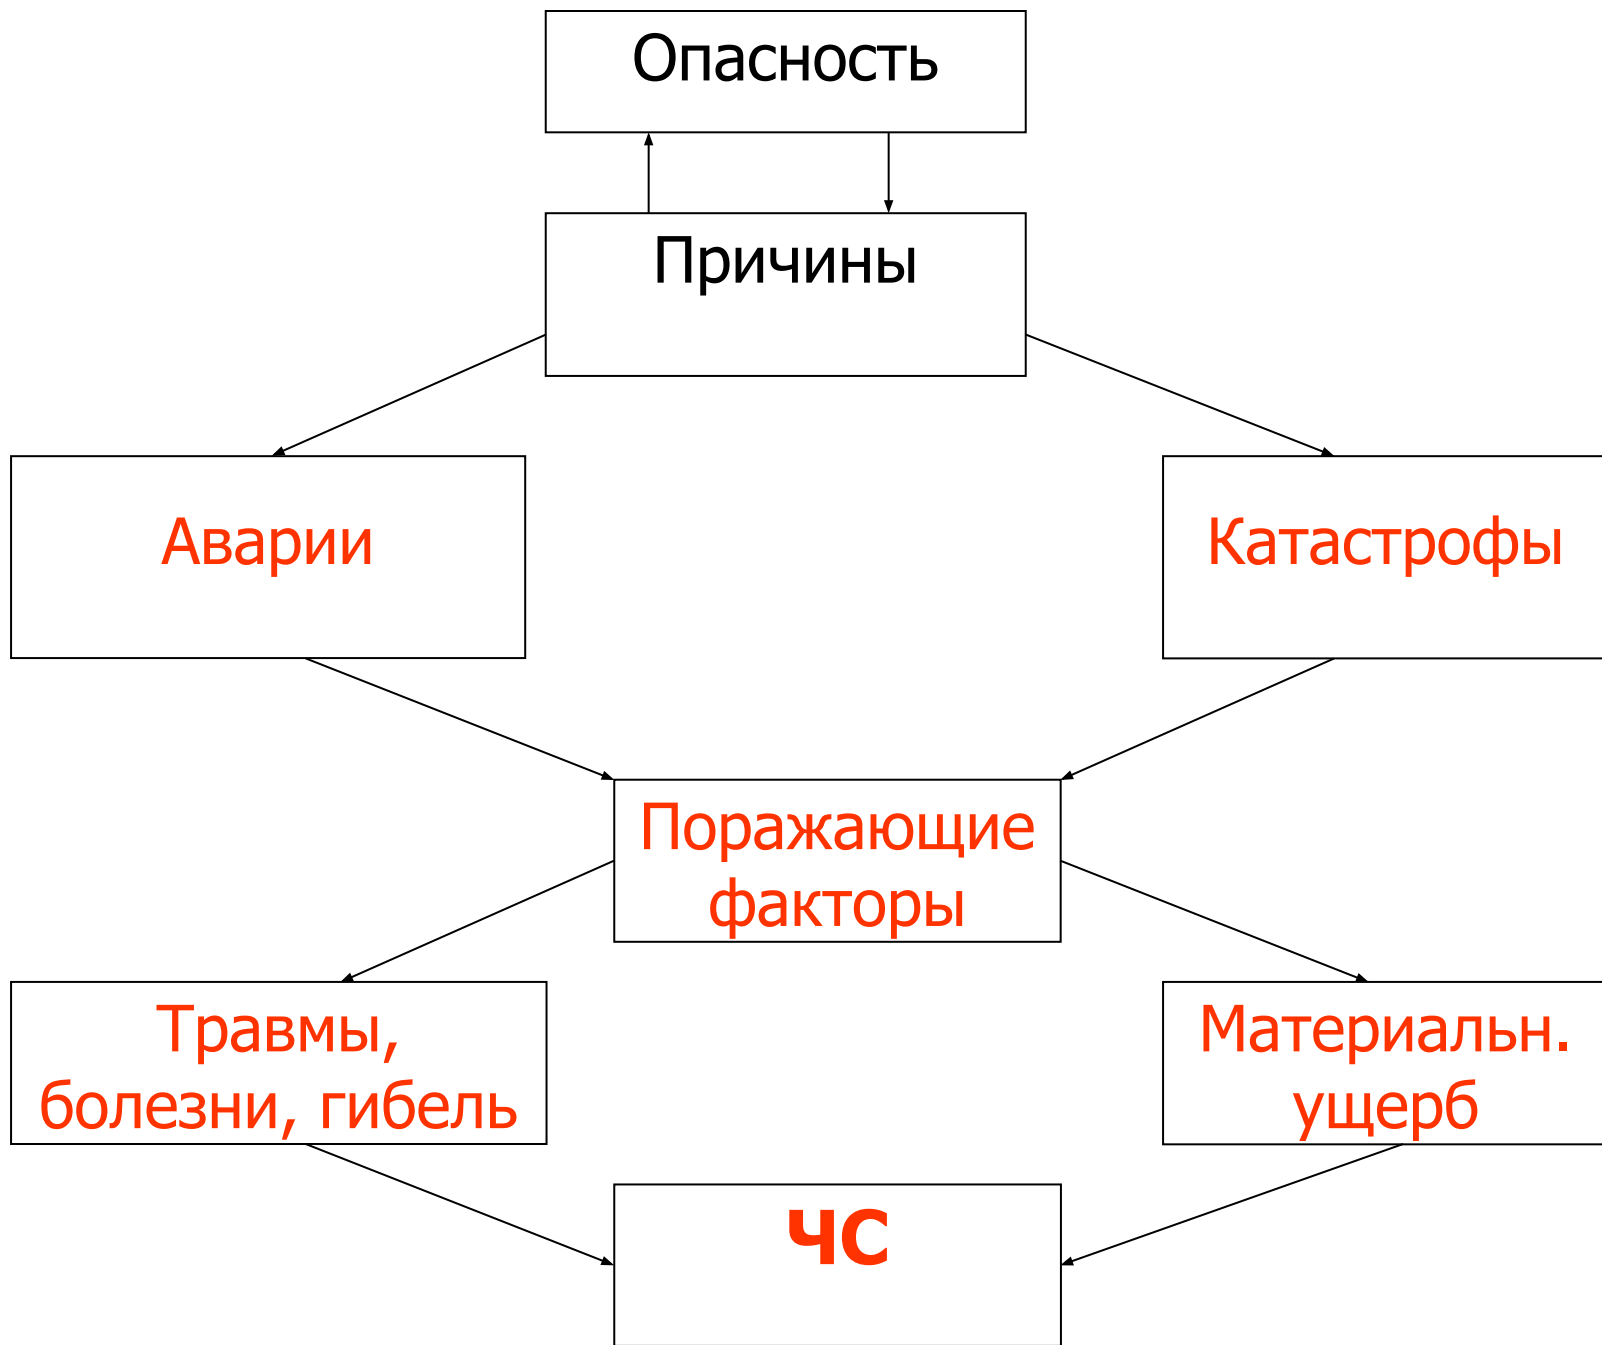 Опасность
Причины
Аварии
Катастрофы
Поражающие
факторы
Травмы,
болезни, гибель
Материальн.
ущерб
ЧС